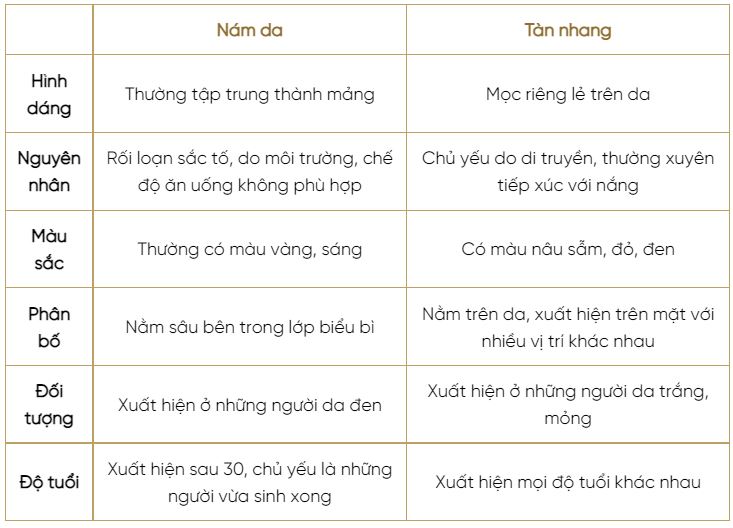 Nám da
Tàn nhang
Hình
dáng
Thường tập trung thành mảng
Mọc riêng lẻ trên da
Nguyên
nhân
Rối loạn sắc tố, do môi trường, chế
độ ăn uống không phù hợp
Chủ yếu do di truyền, thường xuyên
tiếp xúc với nắng
Màu
sắc
Thường có màu vàng, sáng
Có màu nâu sẫm, đỏ, đen
Phân
bố
Nằm sâu bên trong lớp biểu bì
Nằm trên da, xuất hiện trên mặt với
nhiều vị trí khác nhau
Đối
tượng
Xuất hiện ở những người da đen
Xuất hiện ở những người da trắng,
mỏng
Độ tuổi
Xuất hiện sau 30, chủ yếu là những
người vừa sinh xong
Xuất hiện mọi độ tuổi khác nhau